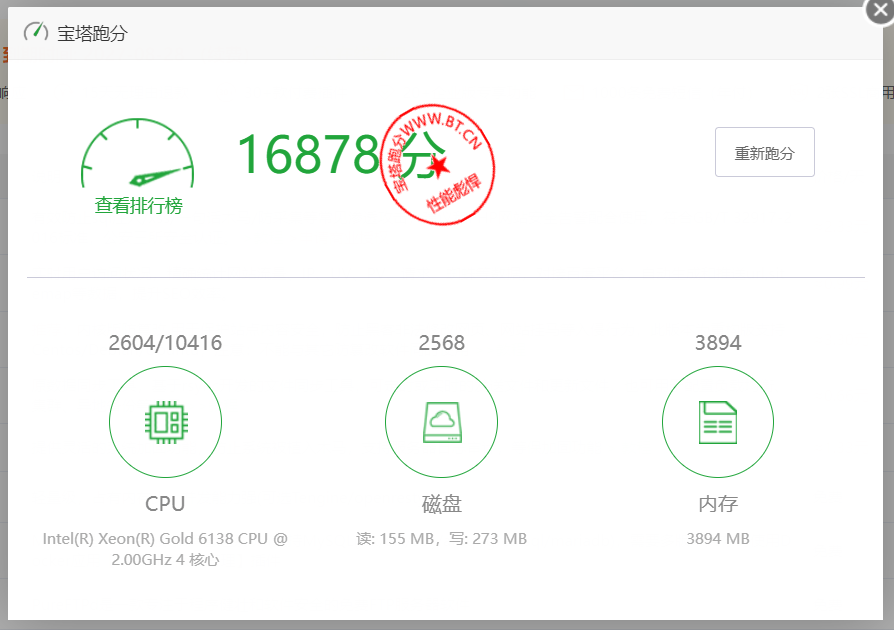 宝塔跑分
查看排行榜
16878分
宝塔跑分WWW.BT.CN
性能彪悍
重新跑分
2604/10416
2568
3894
CPU
磁盘
内存
Intel(R) Xeon(R) Gold 6138 CPU @
2.00GHz 4 核心
读: 155 MB，写: 273 MB
3894 MB
用